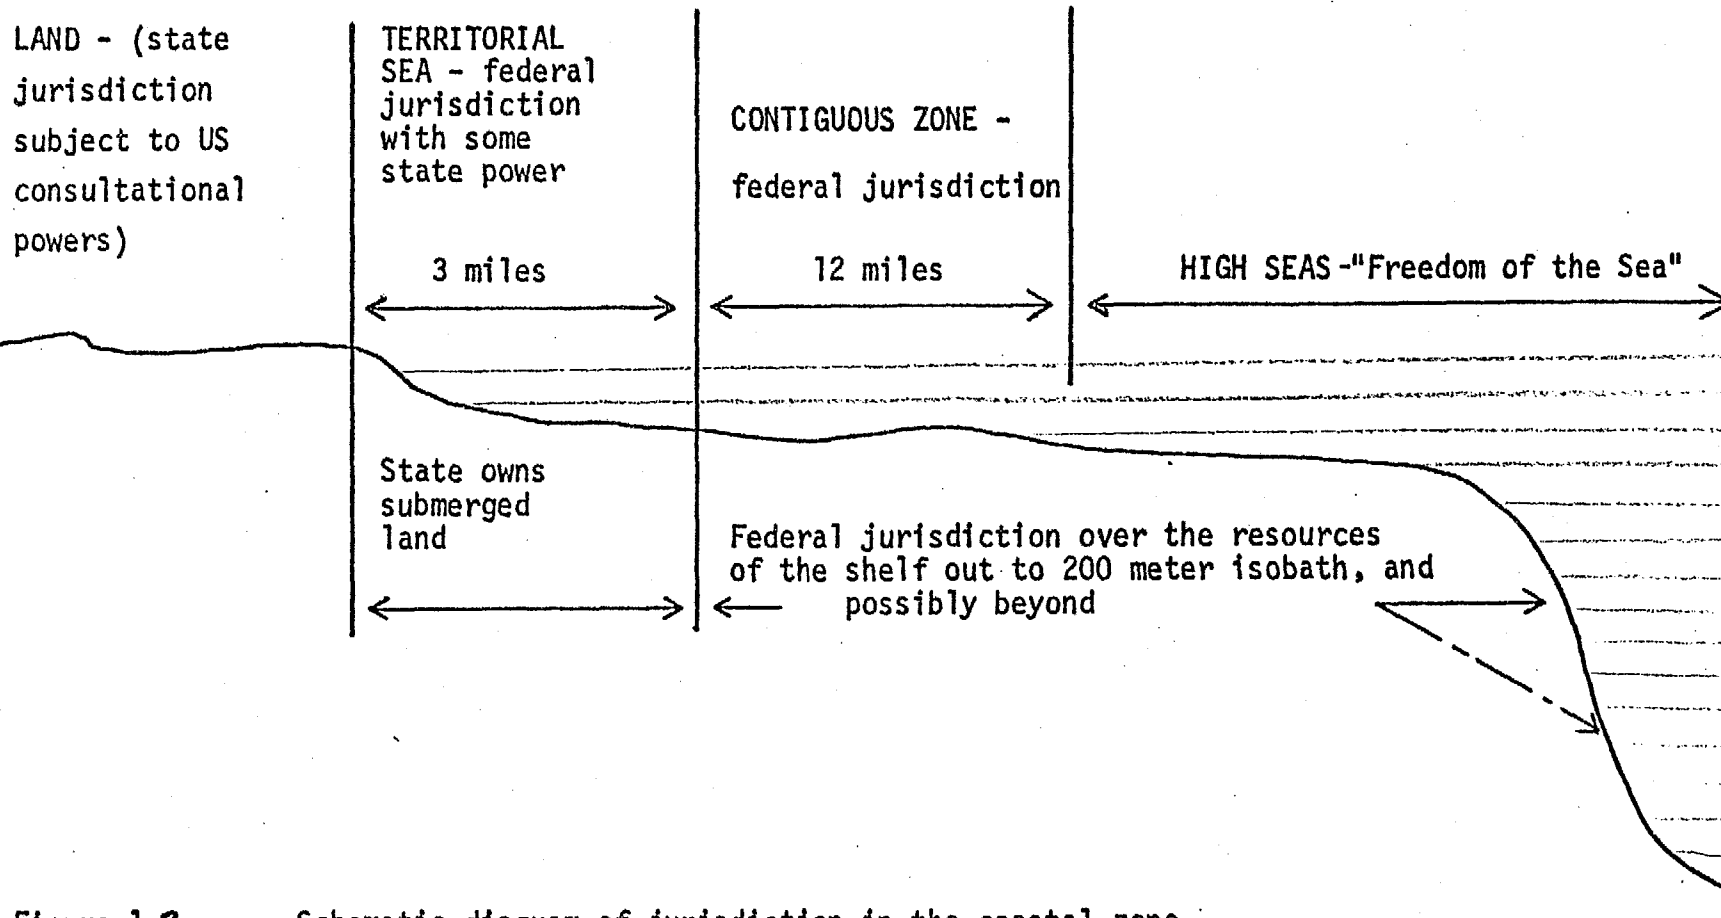 LAND - (state
jurisdiction
subject to US
consultational
powers)
TERRITORIAL
SEA - federal
jurisdiction
with some
state power
3 miles
CONTIGUOUS ZONE -
federal jurisdiction
12 miles
HIGH SEAS -"Freedom of the Sea"
State owns
submerged
land
Federal jurisdiction over the resources
of the shelf out to 200 meter isobath, and
possibly beyond
Schematic diagram of jurisdiction in the coastal zone